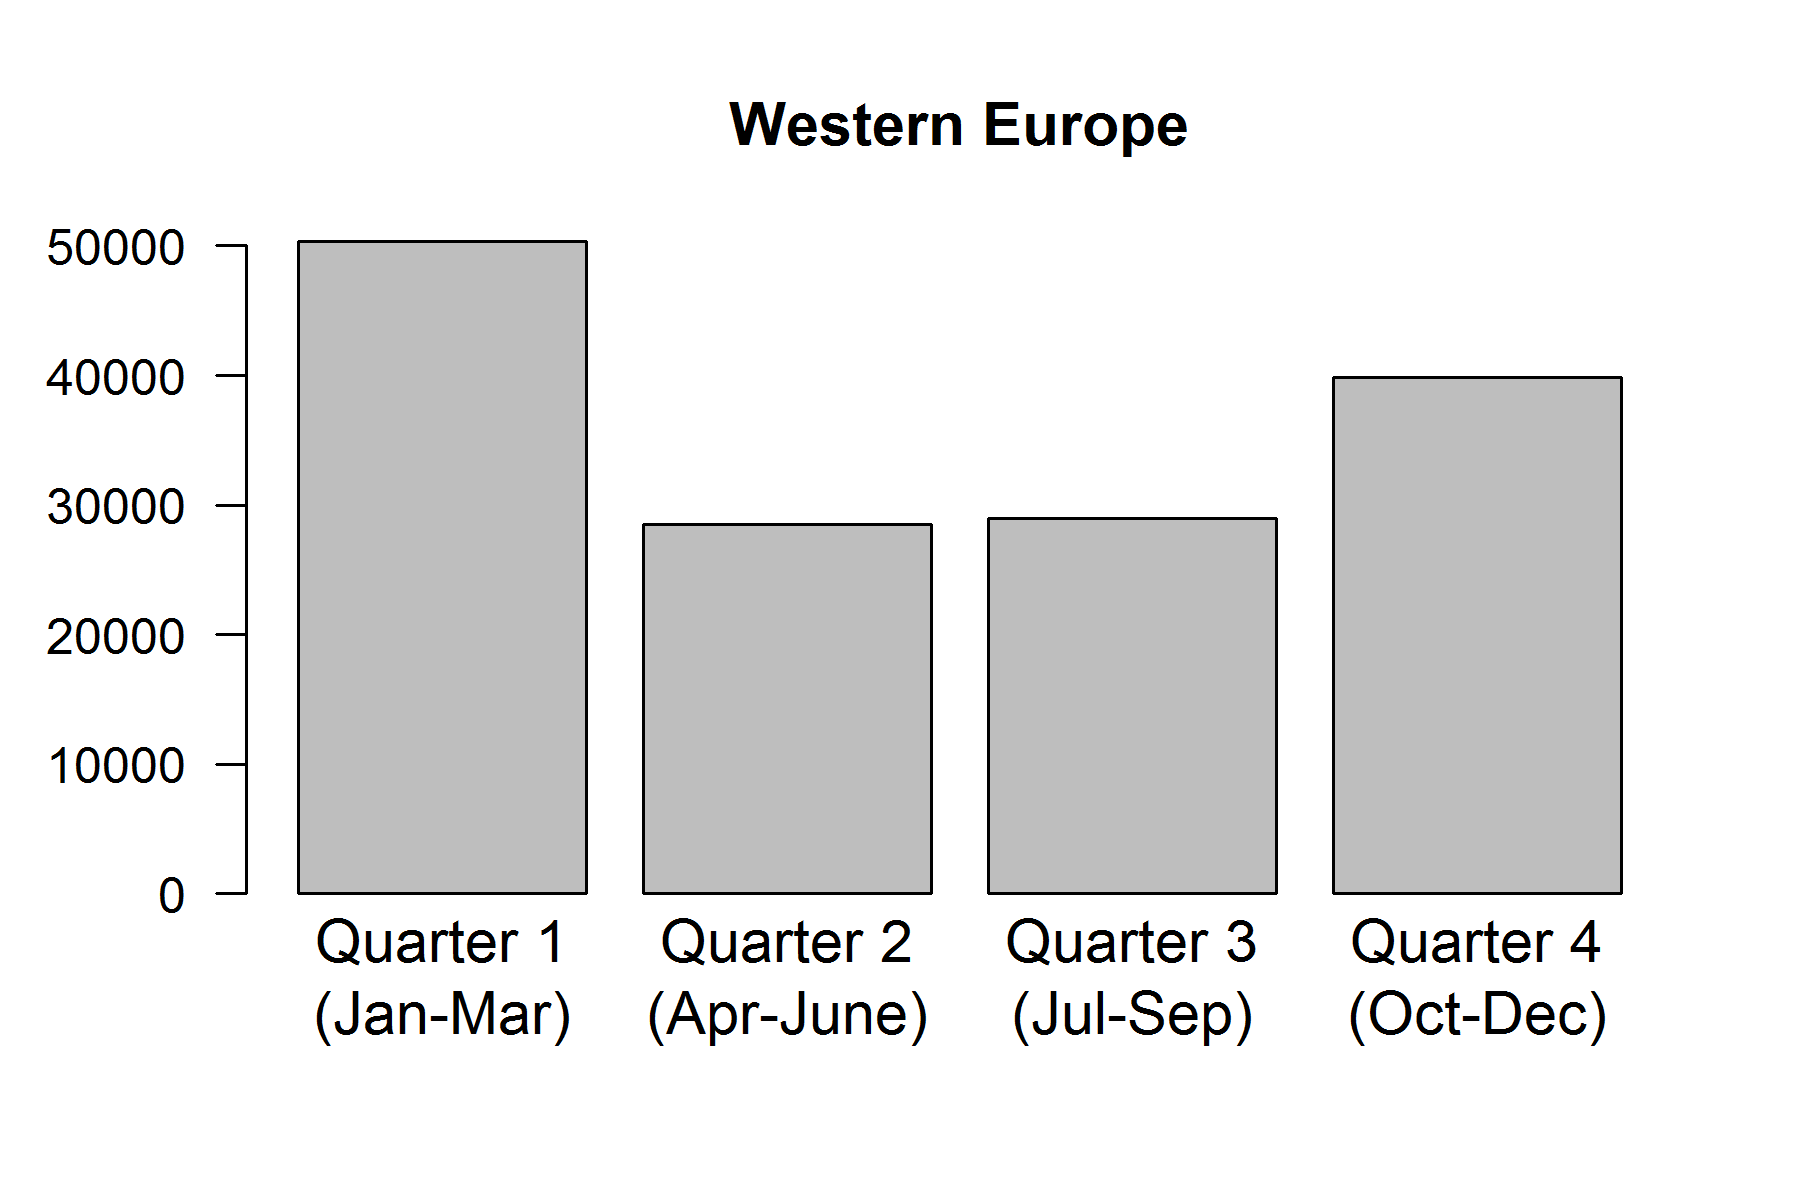 Western Europe
50000
40000
30000
20000
10000
0
Quarter 1 Quarter 2 Quarter 3 Quarter 4
(Jan-Mar) (Apr-June) (Jul-Sep) (Oct-Dec)